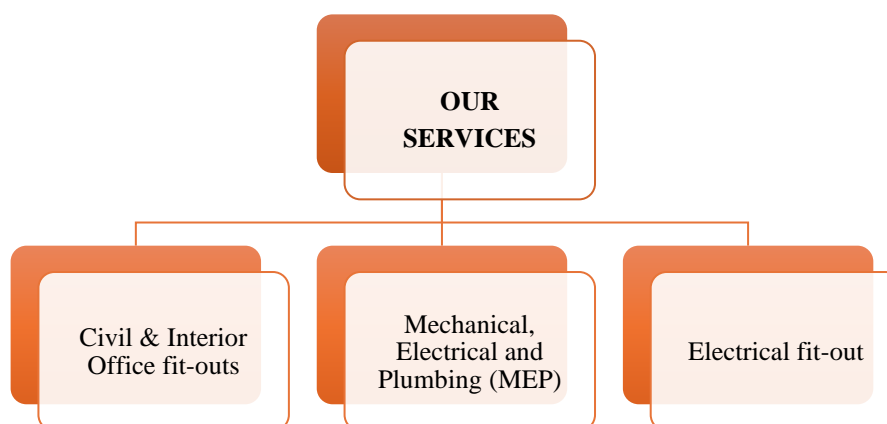 OUR
SERVICES
Civil & Interior
Office fit-outs
Mechanical,
Electrical and
Plumbing (MEP)
Electrical fit-out